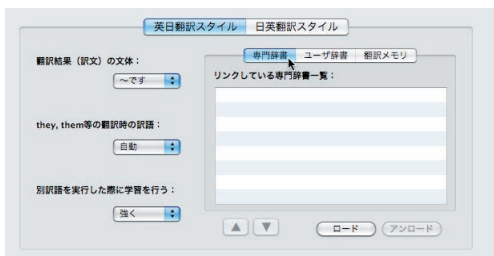 英日翻訳スタイル 日英翻訳スタイル
翻訳結果（訳文）の文体：
～です
they, them等の翻訳時の訳語：
自動
別訳語を実行した際に学習を行う：
強く
専門辞書 ユーザ辞書 翻訳メモリ
リンクしている専門辞書一覧：
ロード アンロード